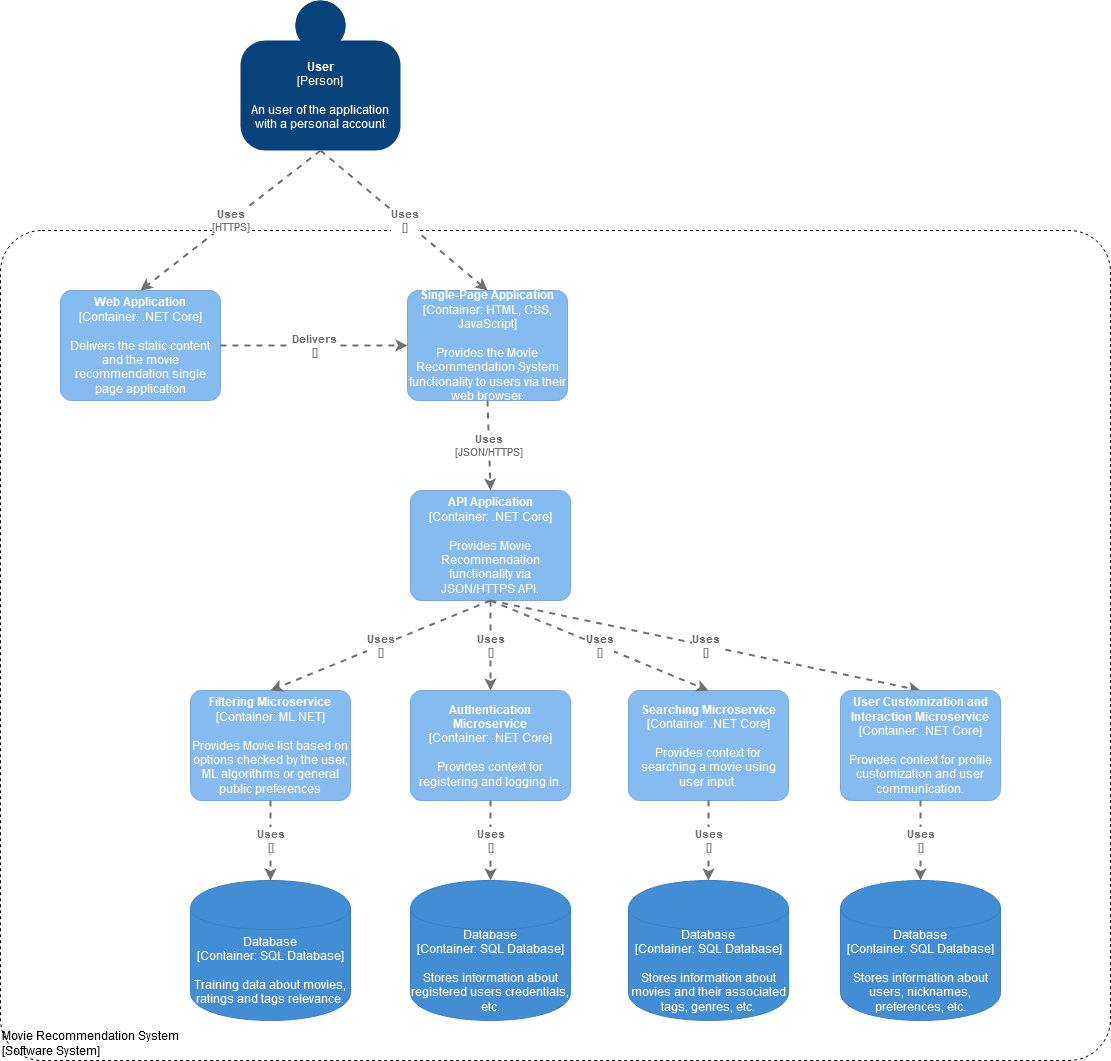 User
[Person]
An user of the application
with a personal account
Uses
[HTTPS]
Uses
[]
Web Application
[Container: .NET Core]
Delivers the static content
and the movie
recommendation single
page application
Delivers
[]
Single-Page Application
[Container: HTML, CSS,
JavaScript]
Provides the Movie
Recommendation System
functionality to users via their
web browser.
Uses
[JSON/HTTPS]
API Application
[Container: .NET Core]
Provides Movie
Recommendation
functionality via
JSON/HTTPS API.
Uses
[]
Uses
[]
Uses
[]
Uses
[]
Filtering Microservice
[Container: ML.NET]
Provides Movie list based on
options checked by the user,
ML algorithms or general
public preferences
Authentication
Microservice
[Container: .NET Core]
Provides context for
registering and logging in.
Searching Microservice
[Container: .NET Core]
Provides context for
searching a movie using
user input.
User Customization and
Interaction Microservice
[Container: .NET Core]
Provides context for profile
customization and user
communication.
Uses
[]
Uses
[]
Uses
[]
Uses
[]
Database
[Container: SQL Database]
Training data about movies,
ratings and tags relevance.
Database
[Container: SQL Database]
Stores information about
registered users credentials,
etc.
Database
[Container: SQL Database]
Stores information about
movies and their associated
tags, genres, etc.
Database
[Container: SQL Database]
Stores information about
users, nicknames,
preferences, etc.
Movie Recommendation System
[Software System]